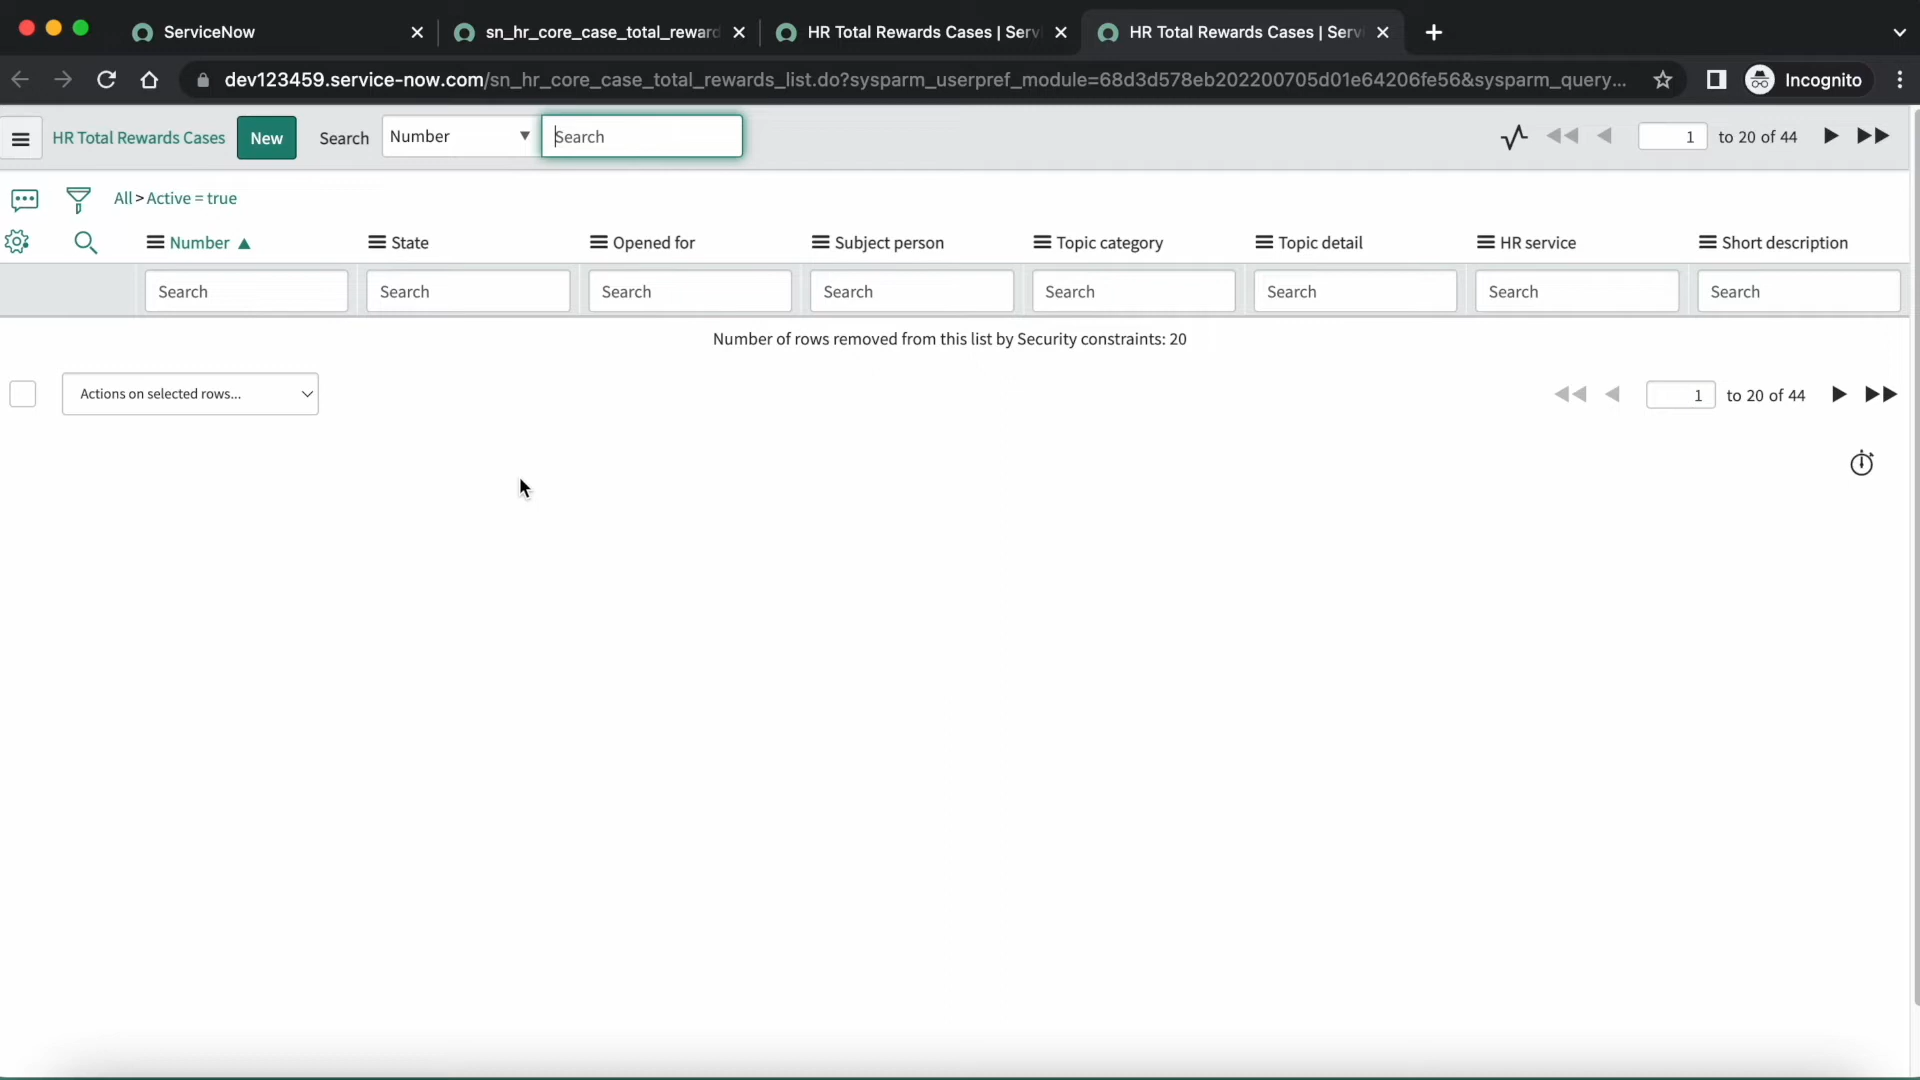 ServiceNow
sn_hr_core_case_total_reward
HR Total Rewards Cases | Serv
HR Total Rewards Cases | Serv
dev123459.service-now.com/sn_hr_core_case_total_rewards_list.do?sysparm_userpref_module=68d3d578eb202200705d01e64206fe56&sysparm_query...
Incognito
HR Total Rewards Cases New Search Number Search 1 to 20 of 44
All > Active = true
Number State Opened for Subject person Topic category Topic detail HR service Short description
Search Search Search Search Search Search Search Search
Number of rows removed from this list by Security constraints: 20
Actions on selected rows... 1 to 20 of 44